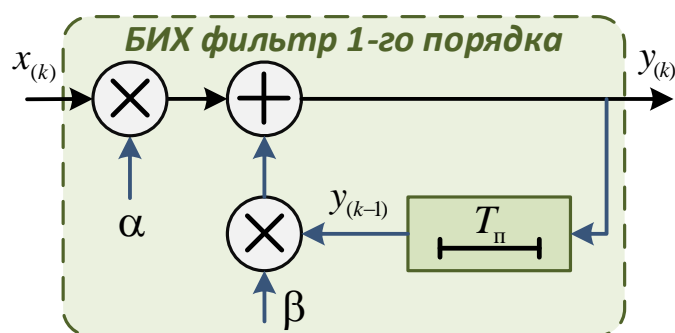 БИХ фильтр 1-го порядка
x(k)
y(k)
α
y(k−1)
Tп
β